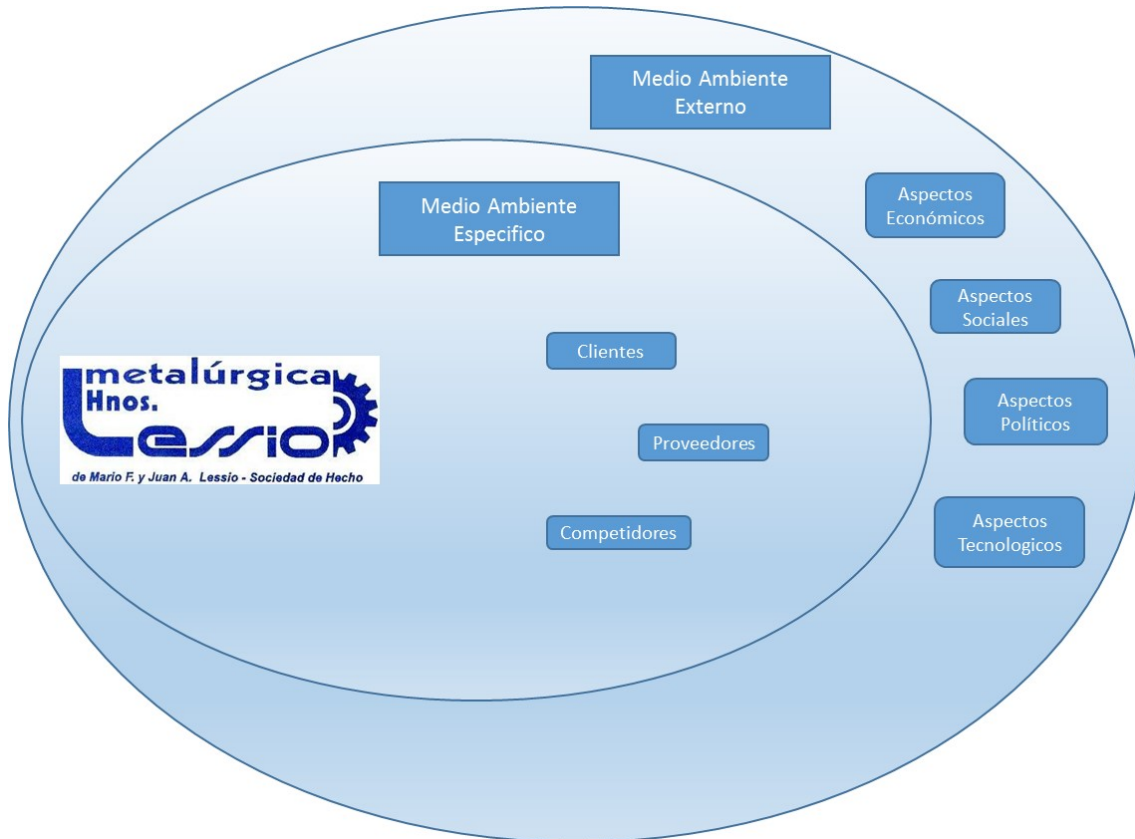 Medio Ambiente
Externo
Medio Ambiente
Especifico
Aspectos
Económicos
Aspectos
Sociales
Clientes
metalúrgica
Hnos.
Lessio
de Mario F. y Juan A. Lessio - Sociedad de Hecho
Aspectos
Políticos
Proveedores
Competidores
Aspectos
Tecnologicos